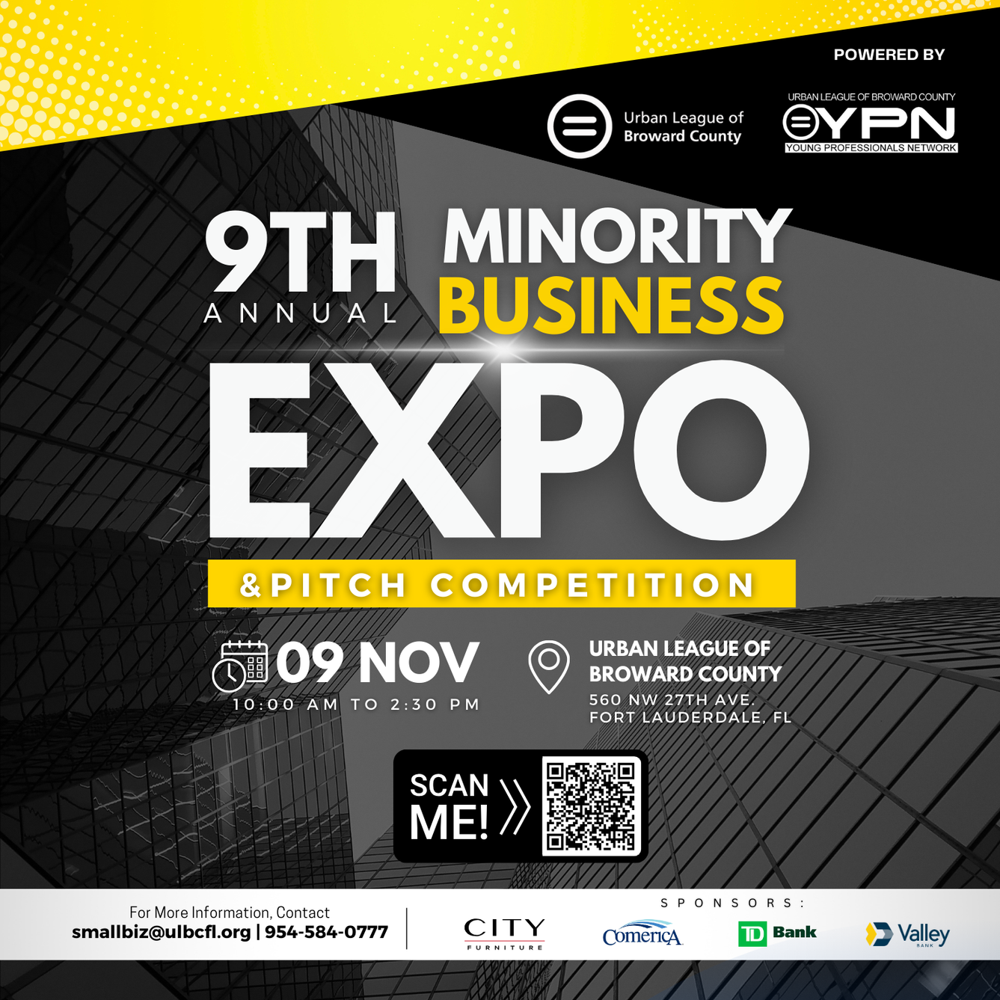 POWERED BY
Urban League of
Broward County
URBAN LEAGUE OF BROWARD COUNTY
YPN
YOUNG PROFESSIONALS NETWORK
9TH
ANNUAL
MINORITY
BUSINESS
EXPO
&PITCH COMPETITION
09 NOV
10:00 AM TO 2:30 PM
URBAN LEAGUE OF
BROWARD COUNTY
560 NW 27TH AVE.
FORT LAUDERDALE, FL
SCAN
ME!
For More Information, Contact
smallbiz@ulbcfl.org | 954-584-0777
SPONSORS:
CITY
FURNITURE
ComericA
TD Bank
Valley
BANK